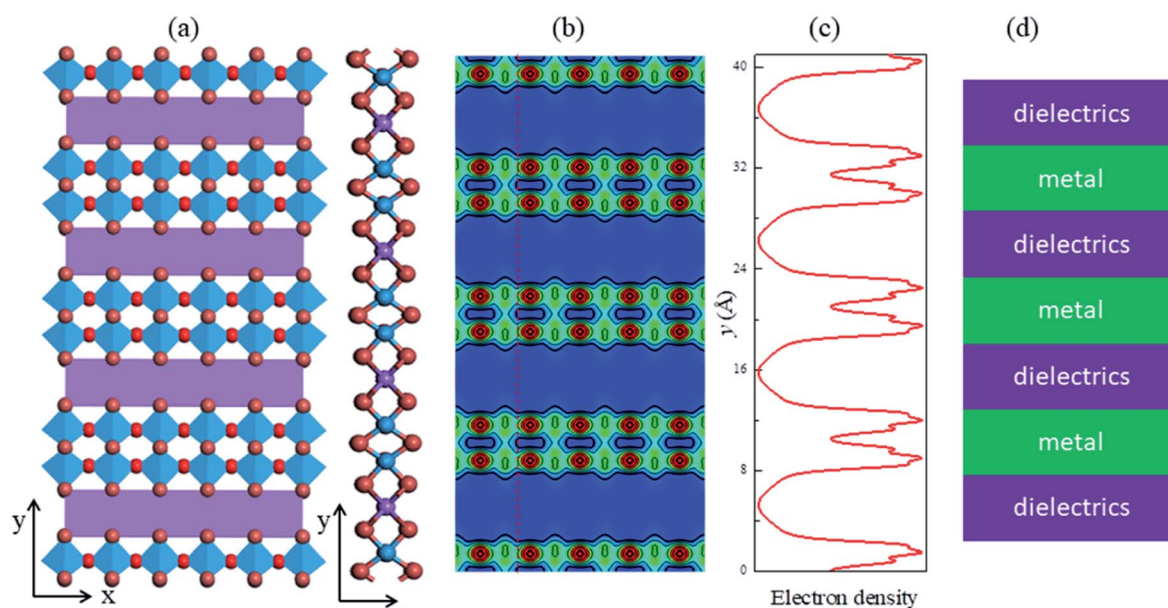 (a)
(b)
(c)
(d)
40
32
24
16
8
0
y (Å)
Electron density
dielectrics
metal
dielectrics
metal
dielectrics
metal
dielectrics
y
x
y